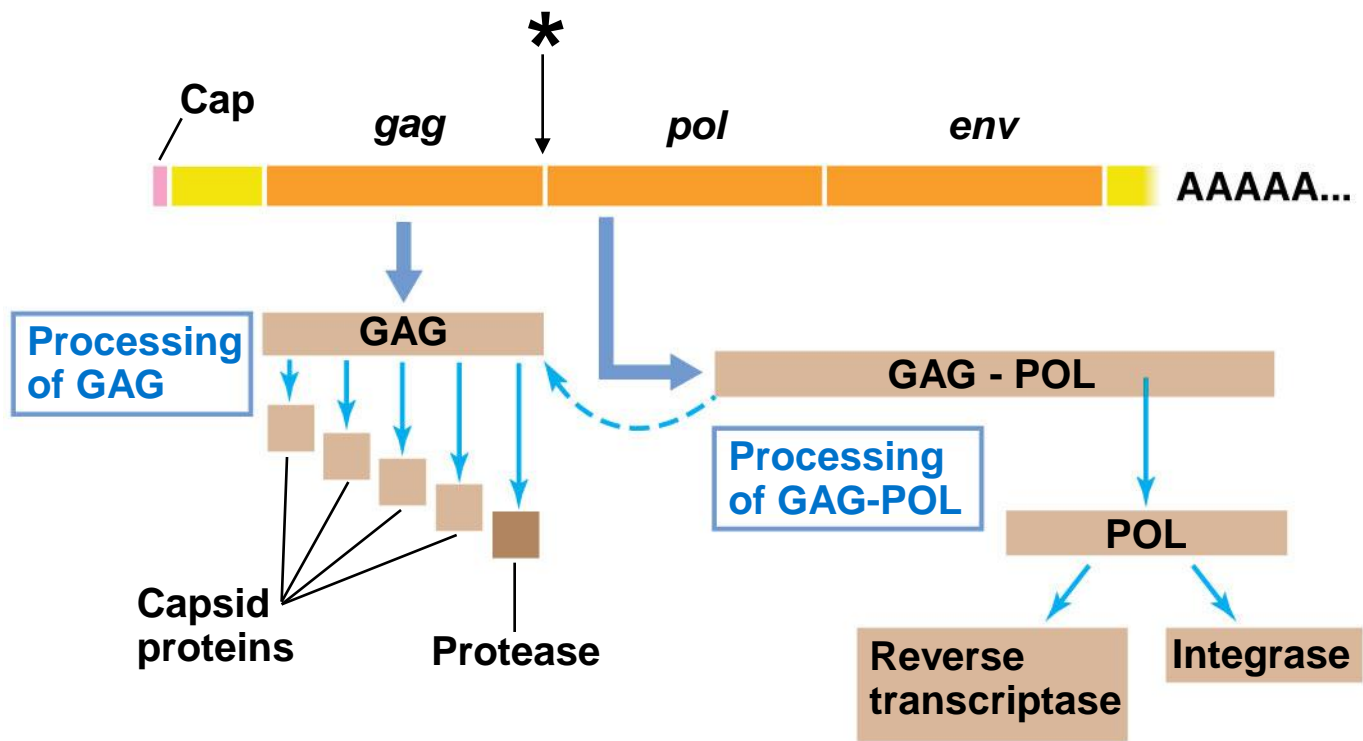 *
Cap
gag
pol
env
AAAAA...
Processing
of GAG
GAG
GAG - POL
Processing
of GAG-POL
POL
Capsid
proteins
Protease
Reverse
transcriptase
Integrase